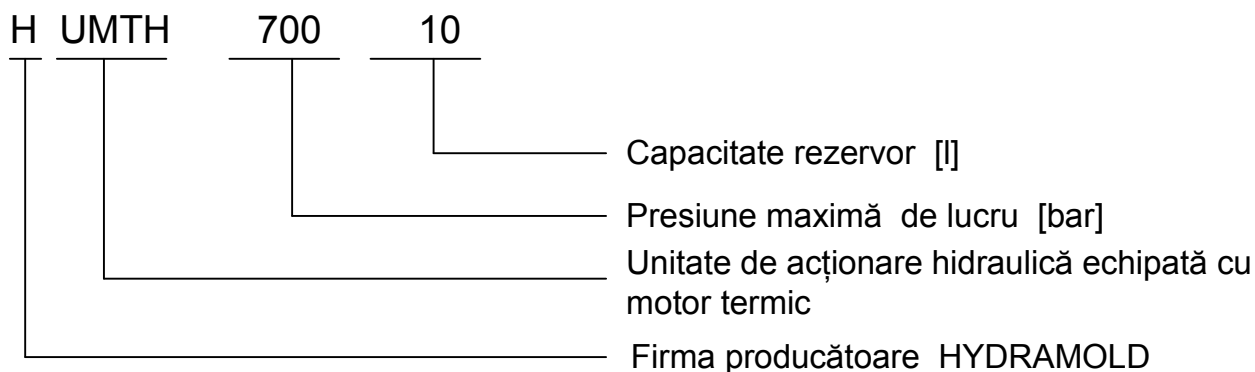 H UMTH 700 10
Capacitate rezervor [l]
Presiune maximă de lucru [bar]
Unitate de acționare hidraulică echipată cu
motor termic
Firma producătoare HYDRAMOLD